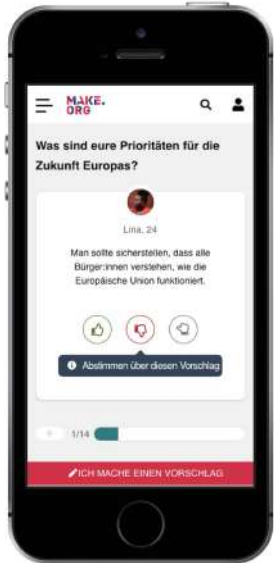 MAKE.
ORG
Was sind eure Prioritäten für die
Zukunft Europas?
Lina, 24
Man sollte sicherstellen, dass alle
Bürger:innen verstehen, wie die
Europäische Union funktioniert.
Abstimmen über diesen Vorschlag
1/14
ICH MACHE EINEN VORSCHLAG